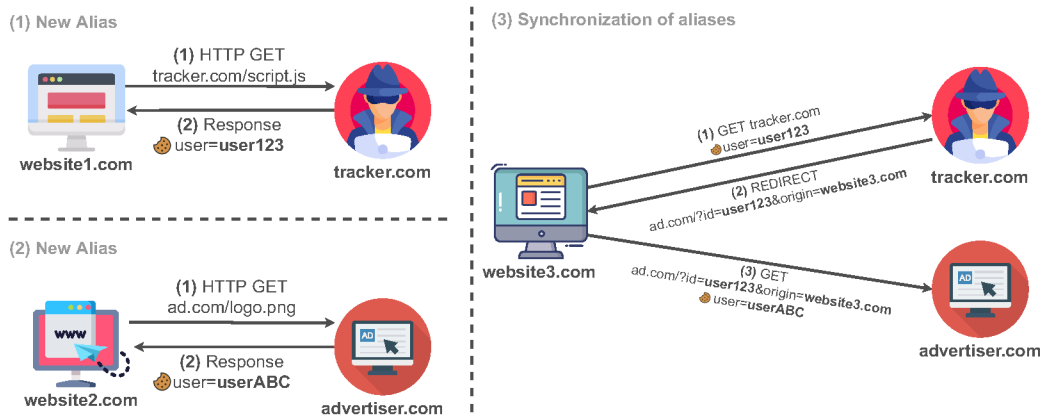 (1) New Alias
(1) HTTP GET
tracker.com/script.js
(2) Response
user=user123
website1.com
tracker.com
(2) New Alias
(1) HTTP GET
ad.com/logo.png
www
(2) Response
user=userABC
AD
website2.com
advertiser.com
(3) Synchronization of aliases
(1) GET tracker.com
user=user123
(2) REDIRECT
ad.com/?id=user123&origin=website3.com
tracker.com
website3.com
(3) GET
ad.com/?id=user123&origin=website3.com
user=userABC
AD
advertiser.com